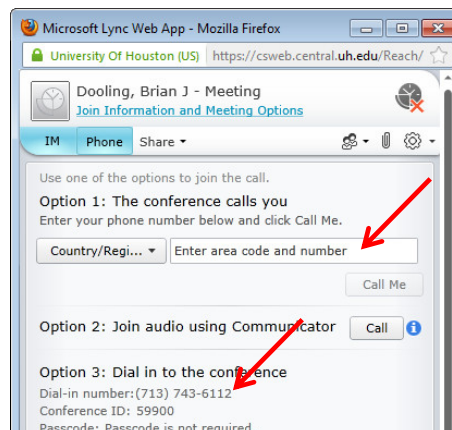 Microsoft Lync Web App - Mozilla Firefox
University Of Houston (US) https://csweb.central.uh.edu/Reach/
Dooling, Brian J - Meeting
Join Information and Meeting Options
IM Phone Share
Use one of the options to join the call.
Option 1: The conference calls you
Enter your phone number below and click Call Me.
Country/Regi... Enter area code and number
Call Me
Option 2: Join audio using Communicator Call
Option 3: Dial in to the conference
Dial-in number:(713) 743-6112
Conference ID: 59900
Passcode: Passcode is not required